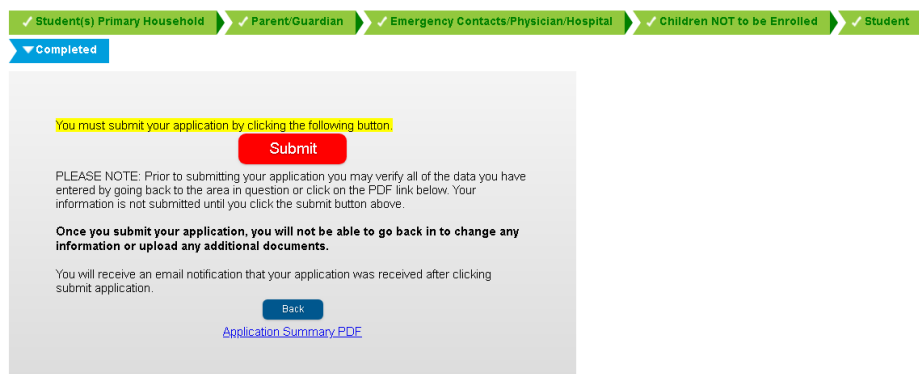 ✓ Student(s) Primary Household ✓ Parent/Guardian ✓ Emergency Contacts/Physician/Hospital ✓ Children NOT to be Enrolled ✓ Student
Completed
You must submit your application by clicking the following button.
Submit
PLEASE NOTE: Prior to submitting your application you may verify all of the data you have
entered by going back to the area in question or click on the PDF link below. Your
information is not submitted until you click the submit button above.
Once you submit your application, you will not be able to go back in to change any
information or upload any additional documents.
You will receive an email notification that your application was received after clicking
submit application.
Back
Application Summary PDF